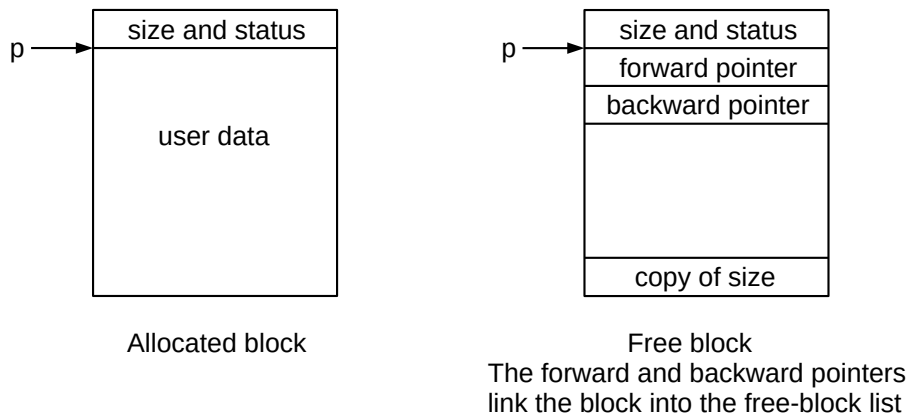 size and status
p
user data
Allocated block
size and status
p
forward pointer
backward pointer
copy of size
Free block
The forward and backward pointers
link the block into the free-block list